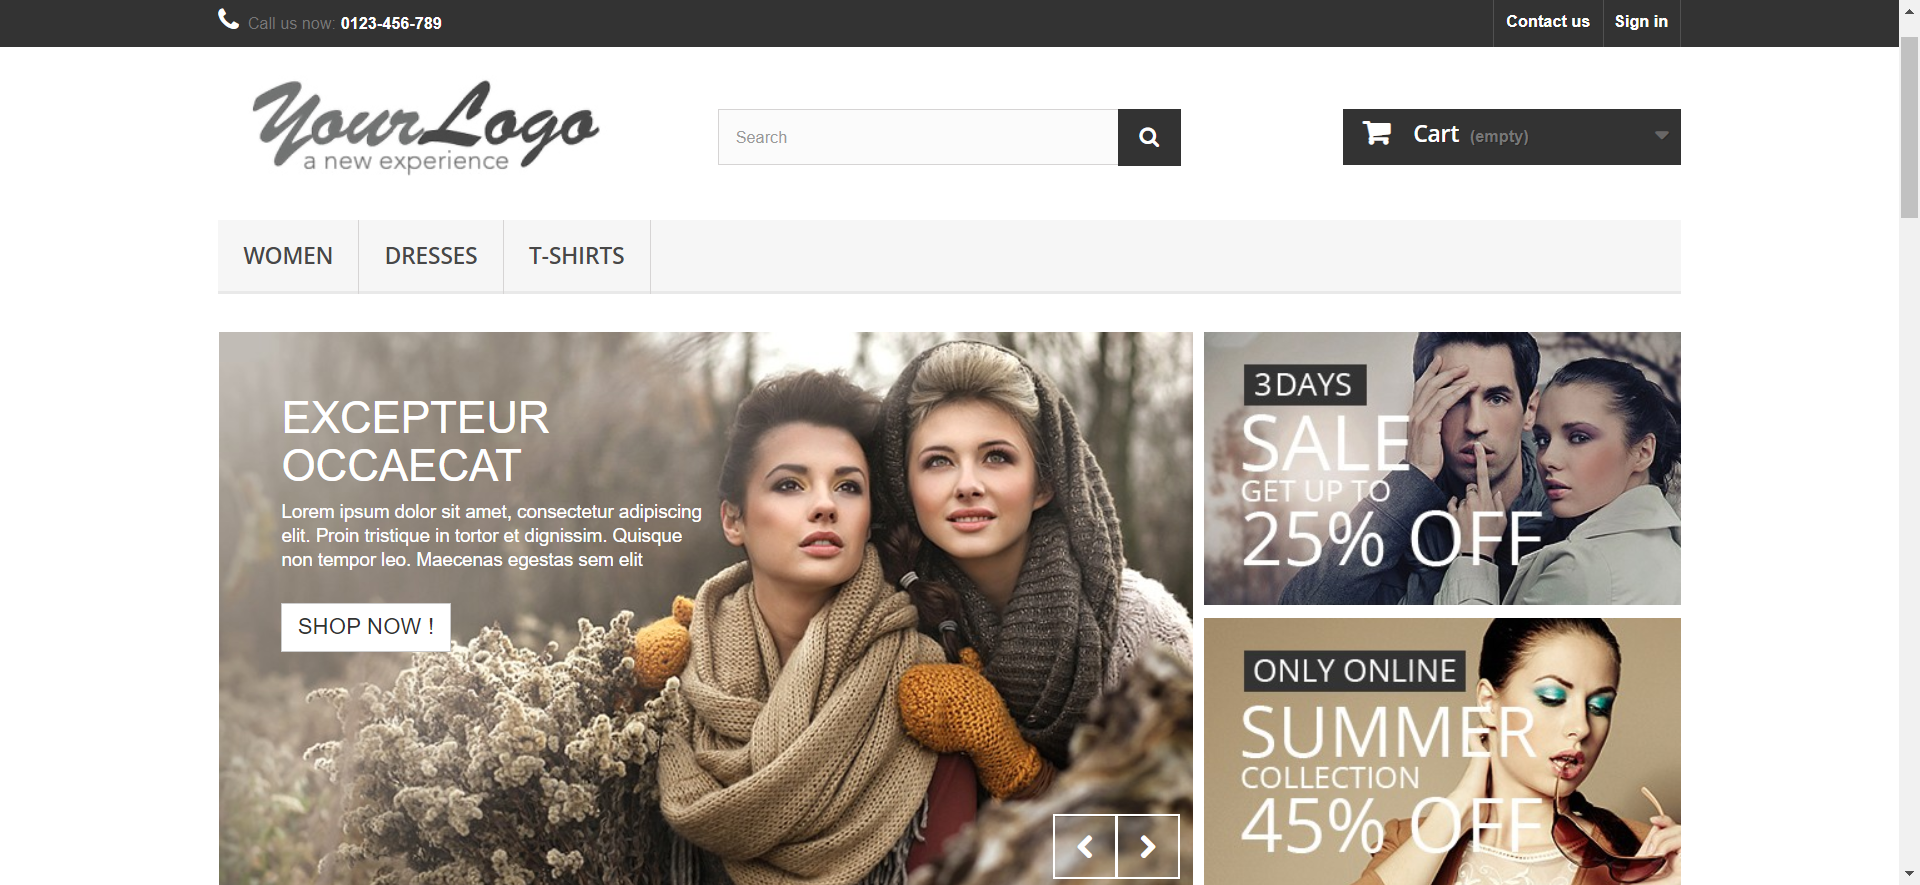 Call us now: 0123-456-789
Contact us
Sign in
YourLogo
a new experience
Search
Cart (empty)
WOMEN
DRESSES
T-SHIRTS
EXCEPTEUR
OCCAECAT
Lorem ipsum dolor sit amet, consectetur adipiscing
elit. Proin tristique in tortor et dignissim. Quisque
non tempor leo. Maecenas egestas sem elit
SHOP NOW !
3 DAYS
SALE
GET UP TO
25% OFF
ONLY ONLINE
SUMMER
COLLECTION
45% OFF